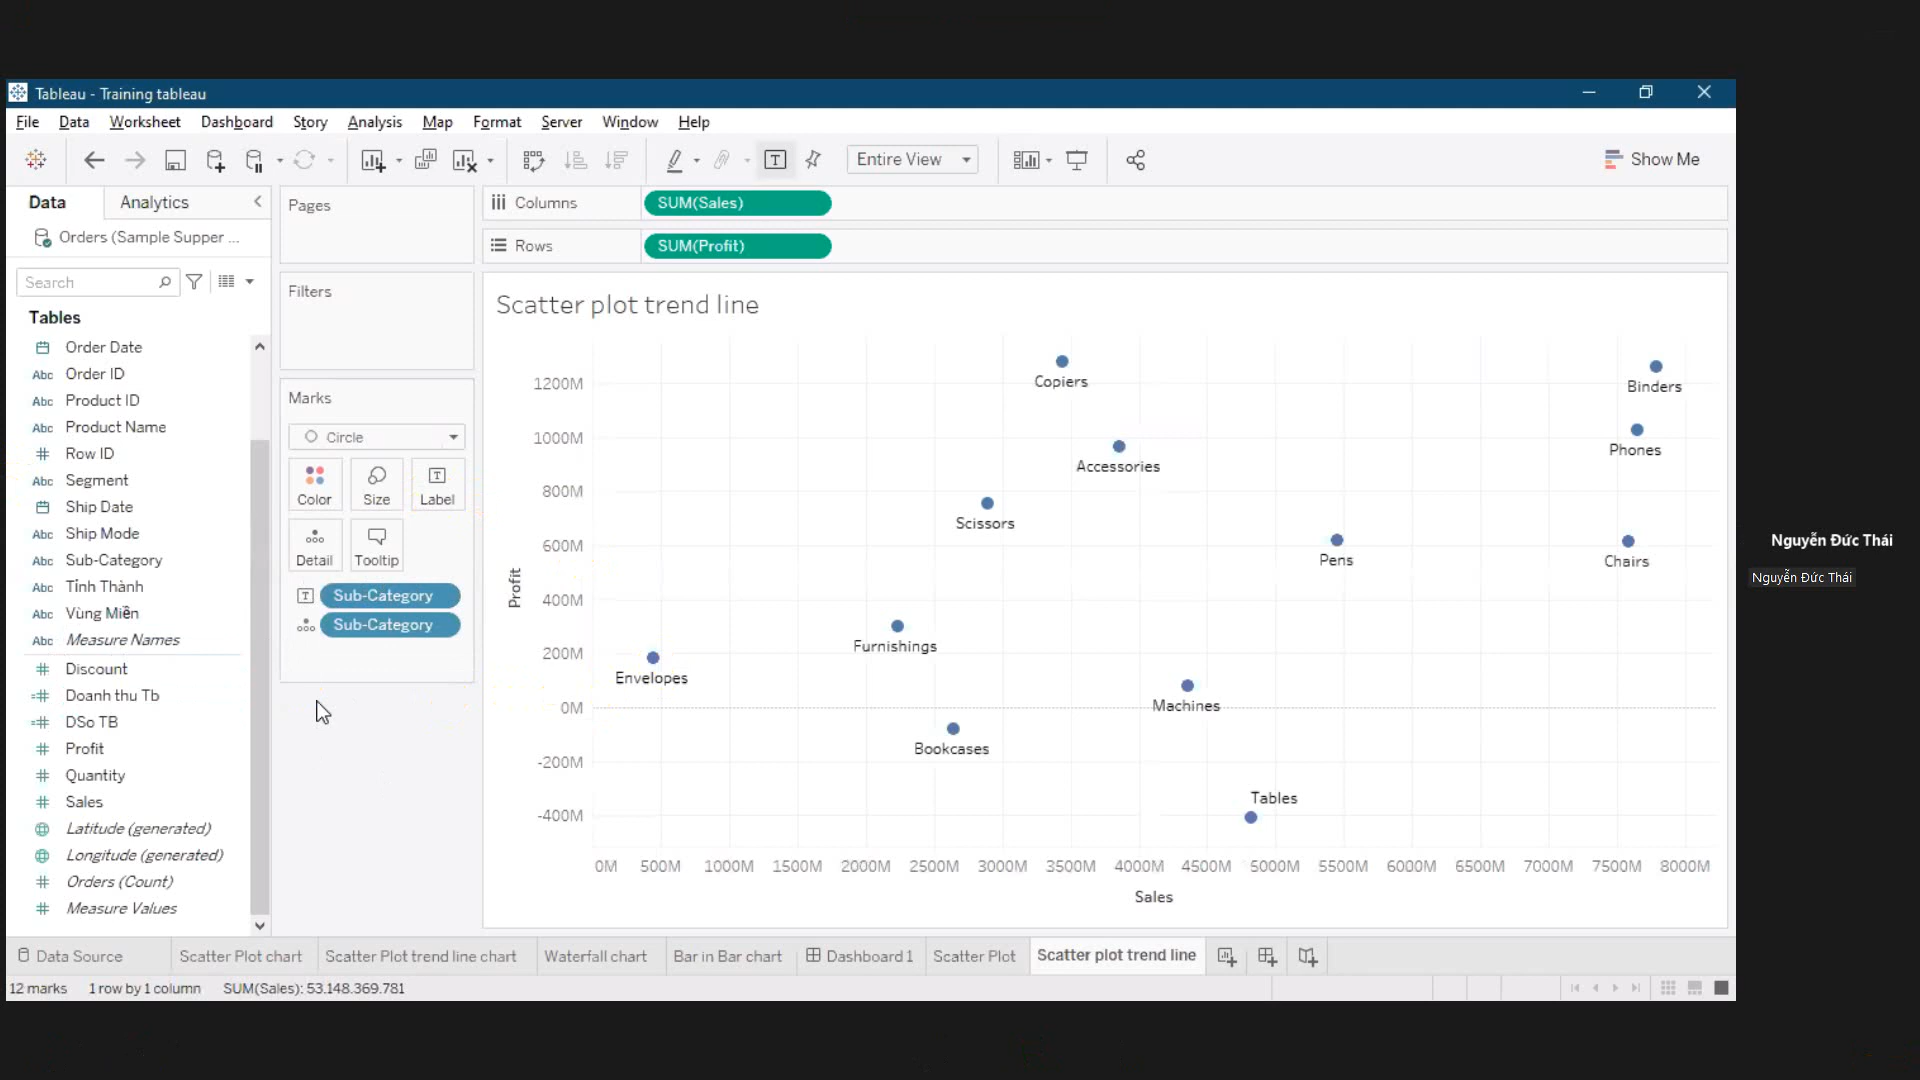 Tableau - Training tableau
File Data Worksheet Dashboard Story Analysis Map Format Server Window Help
Entire View
Show Me
Data Analytics
Orders (Sample Supper ...
Search
Tables
Order Date
Abc Order ID
Abc Product ID
Abc Product Name
# Row ID
Abc Segment
Ship Date
Abc Ship Mode
Abc Sub-Category
Abc Tỉnh Thành
Abc Vùng Miền
Abc Measure Names
# Discount
=# Doanh thu Tb
=# DSo TB
# Profit
# Quantity
# Sales
Latitude (generated)
Longitude (generated)
# Orders (Count)
# Measure Values
Pages
Filters
Marks
Circle
Color Size Label
Detail Tooltip
Sub-Category
Sub-Category
Columns SUM(Sales)
Rows SUM(Profit)
Scatter plot trend line
Profit
1200M
1000M
800M
600M
400M
200M
0M
-200M
-400M
Copiers
Binders
Phones
Accessories
Scissors
Pens
Chairs
Furnishings
Envelopes
Machines
Bookcases
Tables
0M 500M 1000M 1500M 2000M 2500M 3000M 3500M 4000M 4500M 5000M 5500M 6000M 6500M 7000M 7500M 8000M
Sales
Data Source Scatter Plot chart Scatter Plot trend line chart Waterfall chart Bar in Bar chart Dashboard 1 Scatter Plot Scatter plot trend line
12 marks 1 row by 1 column SUM(Sales): 53.148.369.781
Nguyễn Đức Thái
Nguyễn Đức Thái